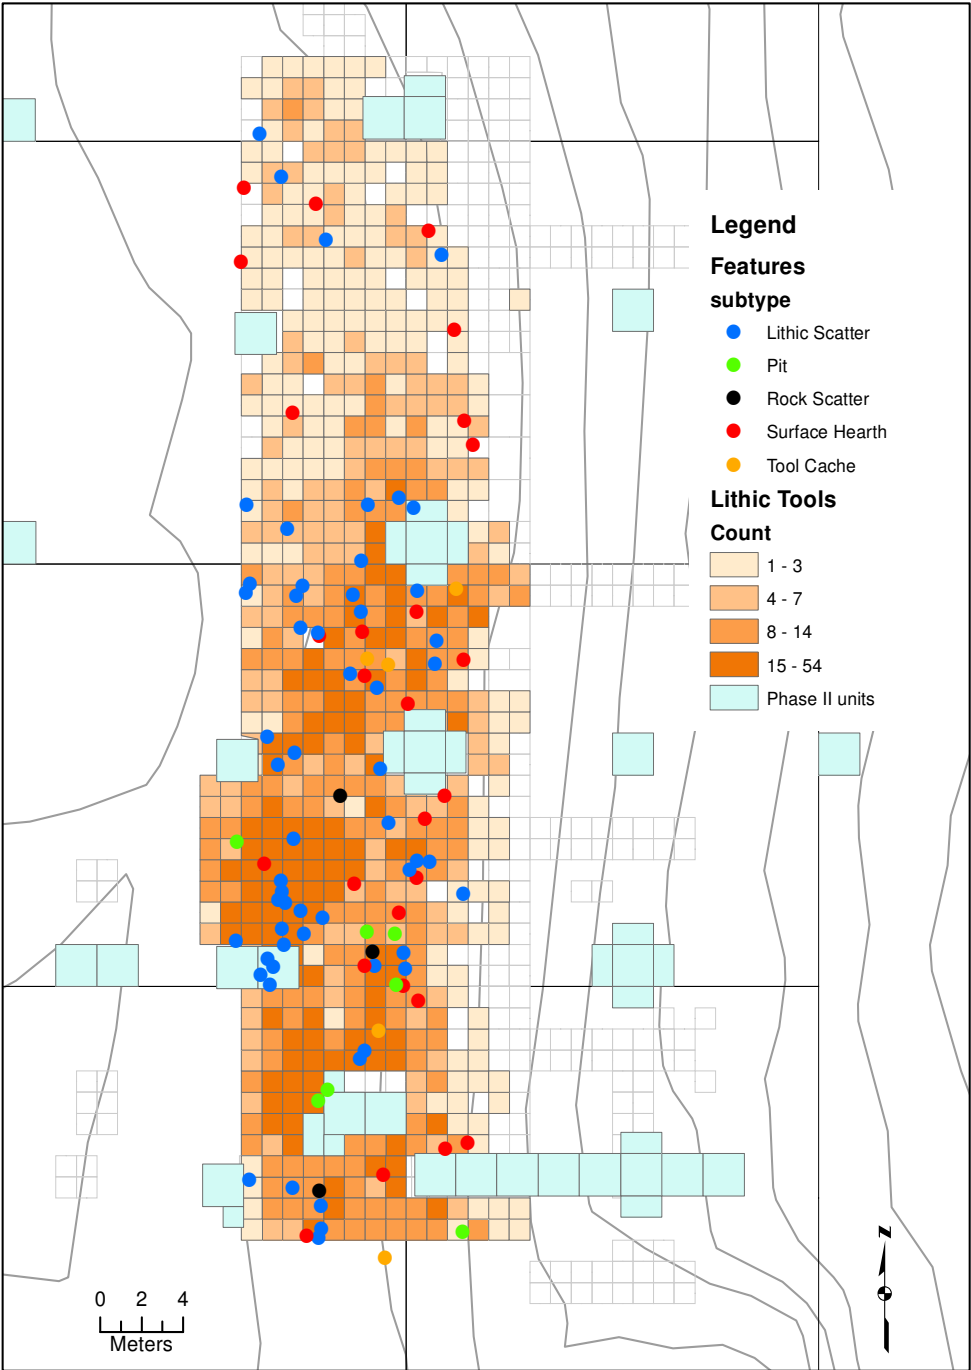 Legend
Features
subtype
Lithic Scatter
Pit
Rock Scatter
Surface Hearth
Tool Cache
Lithic Tools
Count
1 - 3
4 - 7
8 - 14
15 - 54
Phase II units
N
0 2 4
Meters